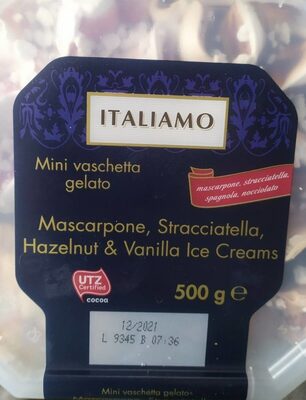 ITALIAMO
Mini vaschetta
gelato
mascarpone, stracciatella,
spagnola, nocciolato
Mascarpone, Stracciatella,
Hazelnut & Vanilla Ice Creams
UTZ
Certified
cocoa
500 g e
12/2021
L 9345 B 07:36
Mini vaschetta gelato